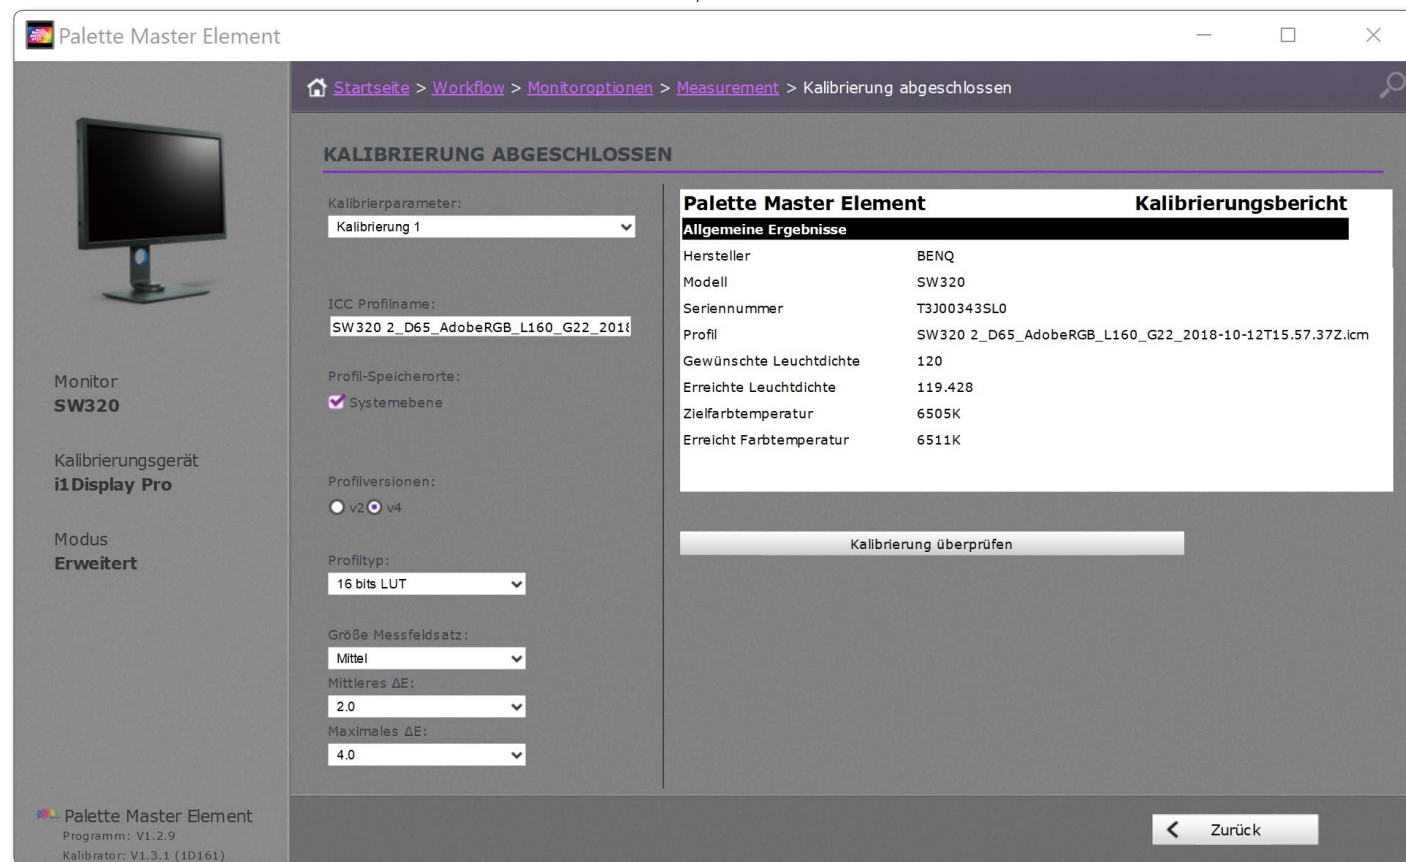 Palette Master Element
Startseite > Workflow > Monitoroptionen > Measurement > Kalibrierung abgeschlossen
KALIBRIERUNG ABGESCHLOSSEN
Monitor
SW320
Kalibrierungsgerät
i1Display Pro
Modus
Erweitert
Kalibrierparameter:
Kalibrierung 1
ICC Profilname:
SW320 2_D65_AdobeRGB_L160_G22_2018
Profil-Speicherorte:
Systemebene
Profilversionen:
v2 v4
Profiltyp:
16 bits LUT
Größe Messfeldsatz:
Mittel
Mittleres ΔE:
2.0
Maximales ΔE:
4.0
Palette Master Element Kalibrierungsbericht
Allgemeine Ergebnisse
Hersteller BENQ
Modell SW320
Seriennummer T3J00343SL0
Profil SW320 2_D65_AdobeRGB_L160_G22_2018-10-12T15.57.37Z.icm
Gewünschte Leuchtdichte 120
Erreichte Leuchtdichte 119.428
Zielfarbtemperatur 6505K
Erreicht Farbtemperatur 6511K
Kalibrierung überprüfen
Palette Master Element
Programm: V1.2.9
Kalibrator: V1.3.1 (1D161)
Zurück